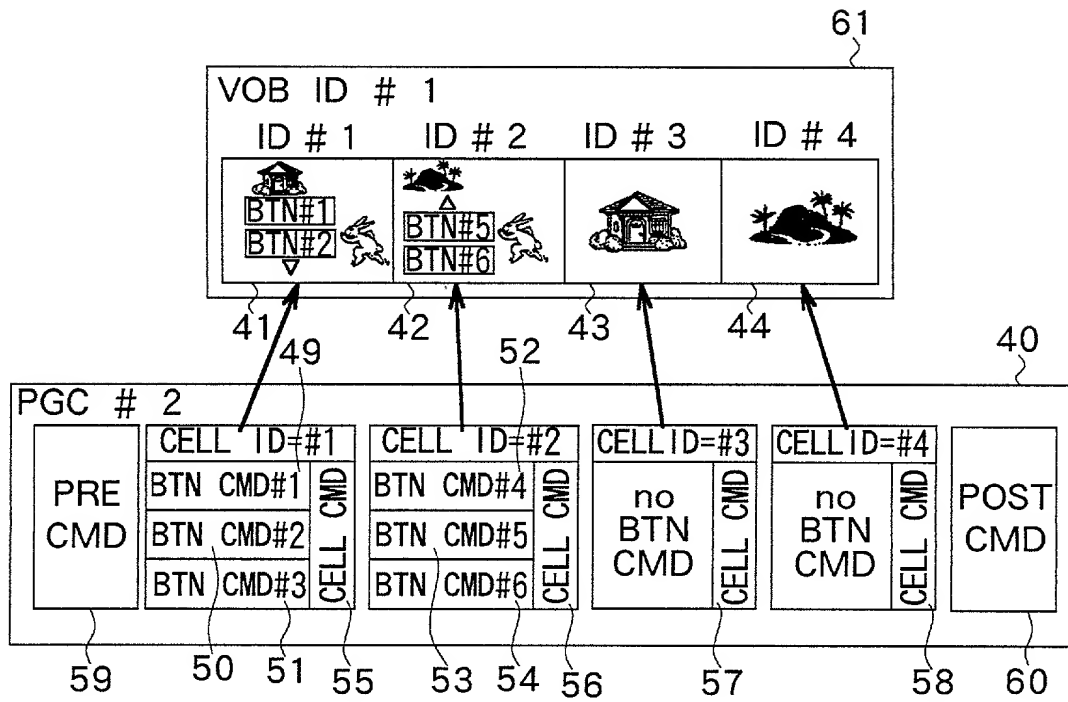 61
VOB ID # 1
ID # 1 ID # 2 ID # 3 ID # 4
BTN#1
BTN#2
BTN#5
BTN#6
41 42 43 44
49 52 40
PGC # 2
PRE
CMD
CELL ID=#1
BTN CMD#1
BTN CMD#2
BTN CMD#3
CELL CMD
CELL ID=#2
BTN CMD#4
BTN CMD#5
BTN CMD#6
CELL CMD
CELL ID=#3
no
BTN
CMD
CELL CMD
CELL ID=#4
no
BTN
CMD
CELL CMD
POST
CMD
59 50 51 55 53 54 56 57 58 60